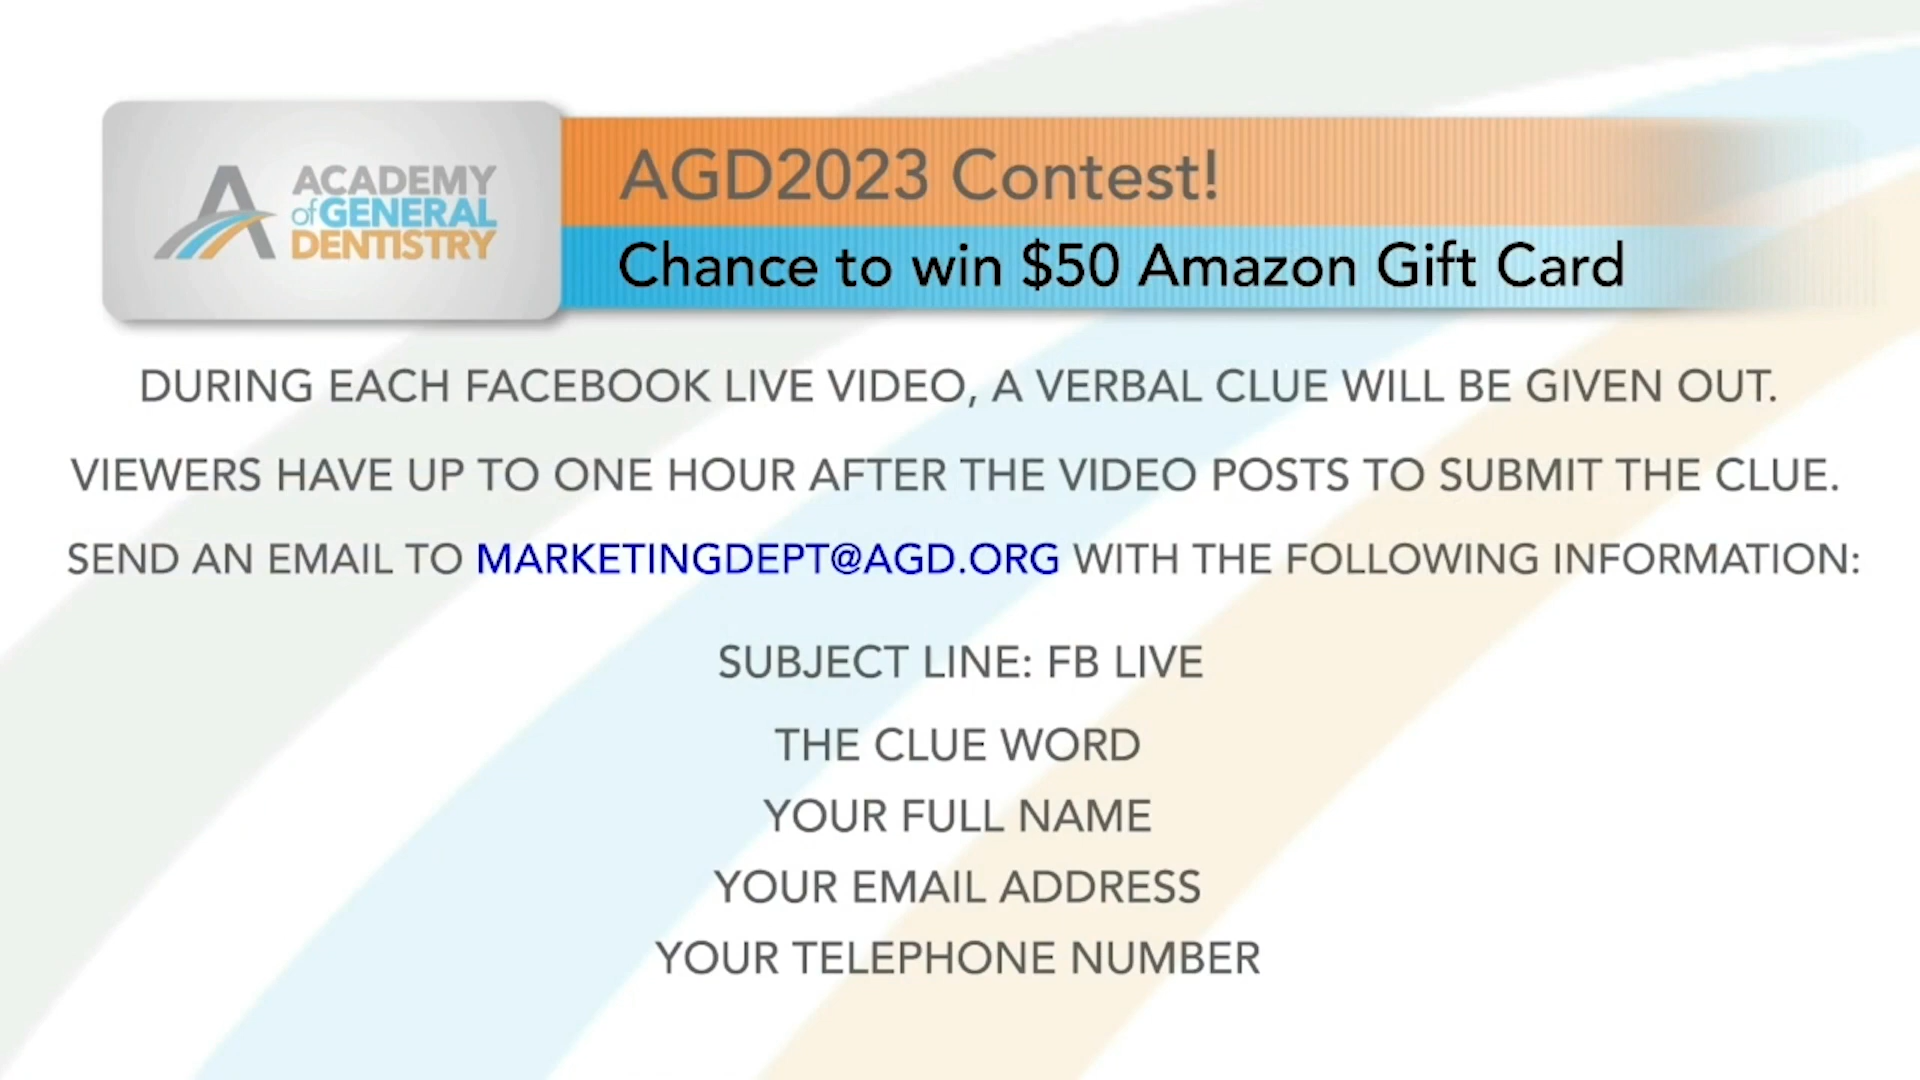 ACADEMY
of GENERAL
DENTISTRY
AGD2023 Contest!
Chance to win $50 Amazon Gift Card
DURING EACH FACEBOOK LIVE VIDEO, A VERBAL CLUE WILL BE GIVEN OUT.
VIEWERS HAVE UP TO ONE HOUR AFTER THE VIDEO POSTS TO SUBMIT THE CLUE.
SEND AN EMAIL TO MARKETINGDEPT@AGD.ORG WITH THE FOLLOWING INFORMATION:
SUBJECT LINE: FB LIVE
THE CLUE WORD
YOUR FULL NAME
YOUR EMAIL ADDRESS
YOUR TELEPHONE NUMBER